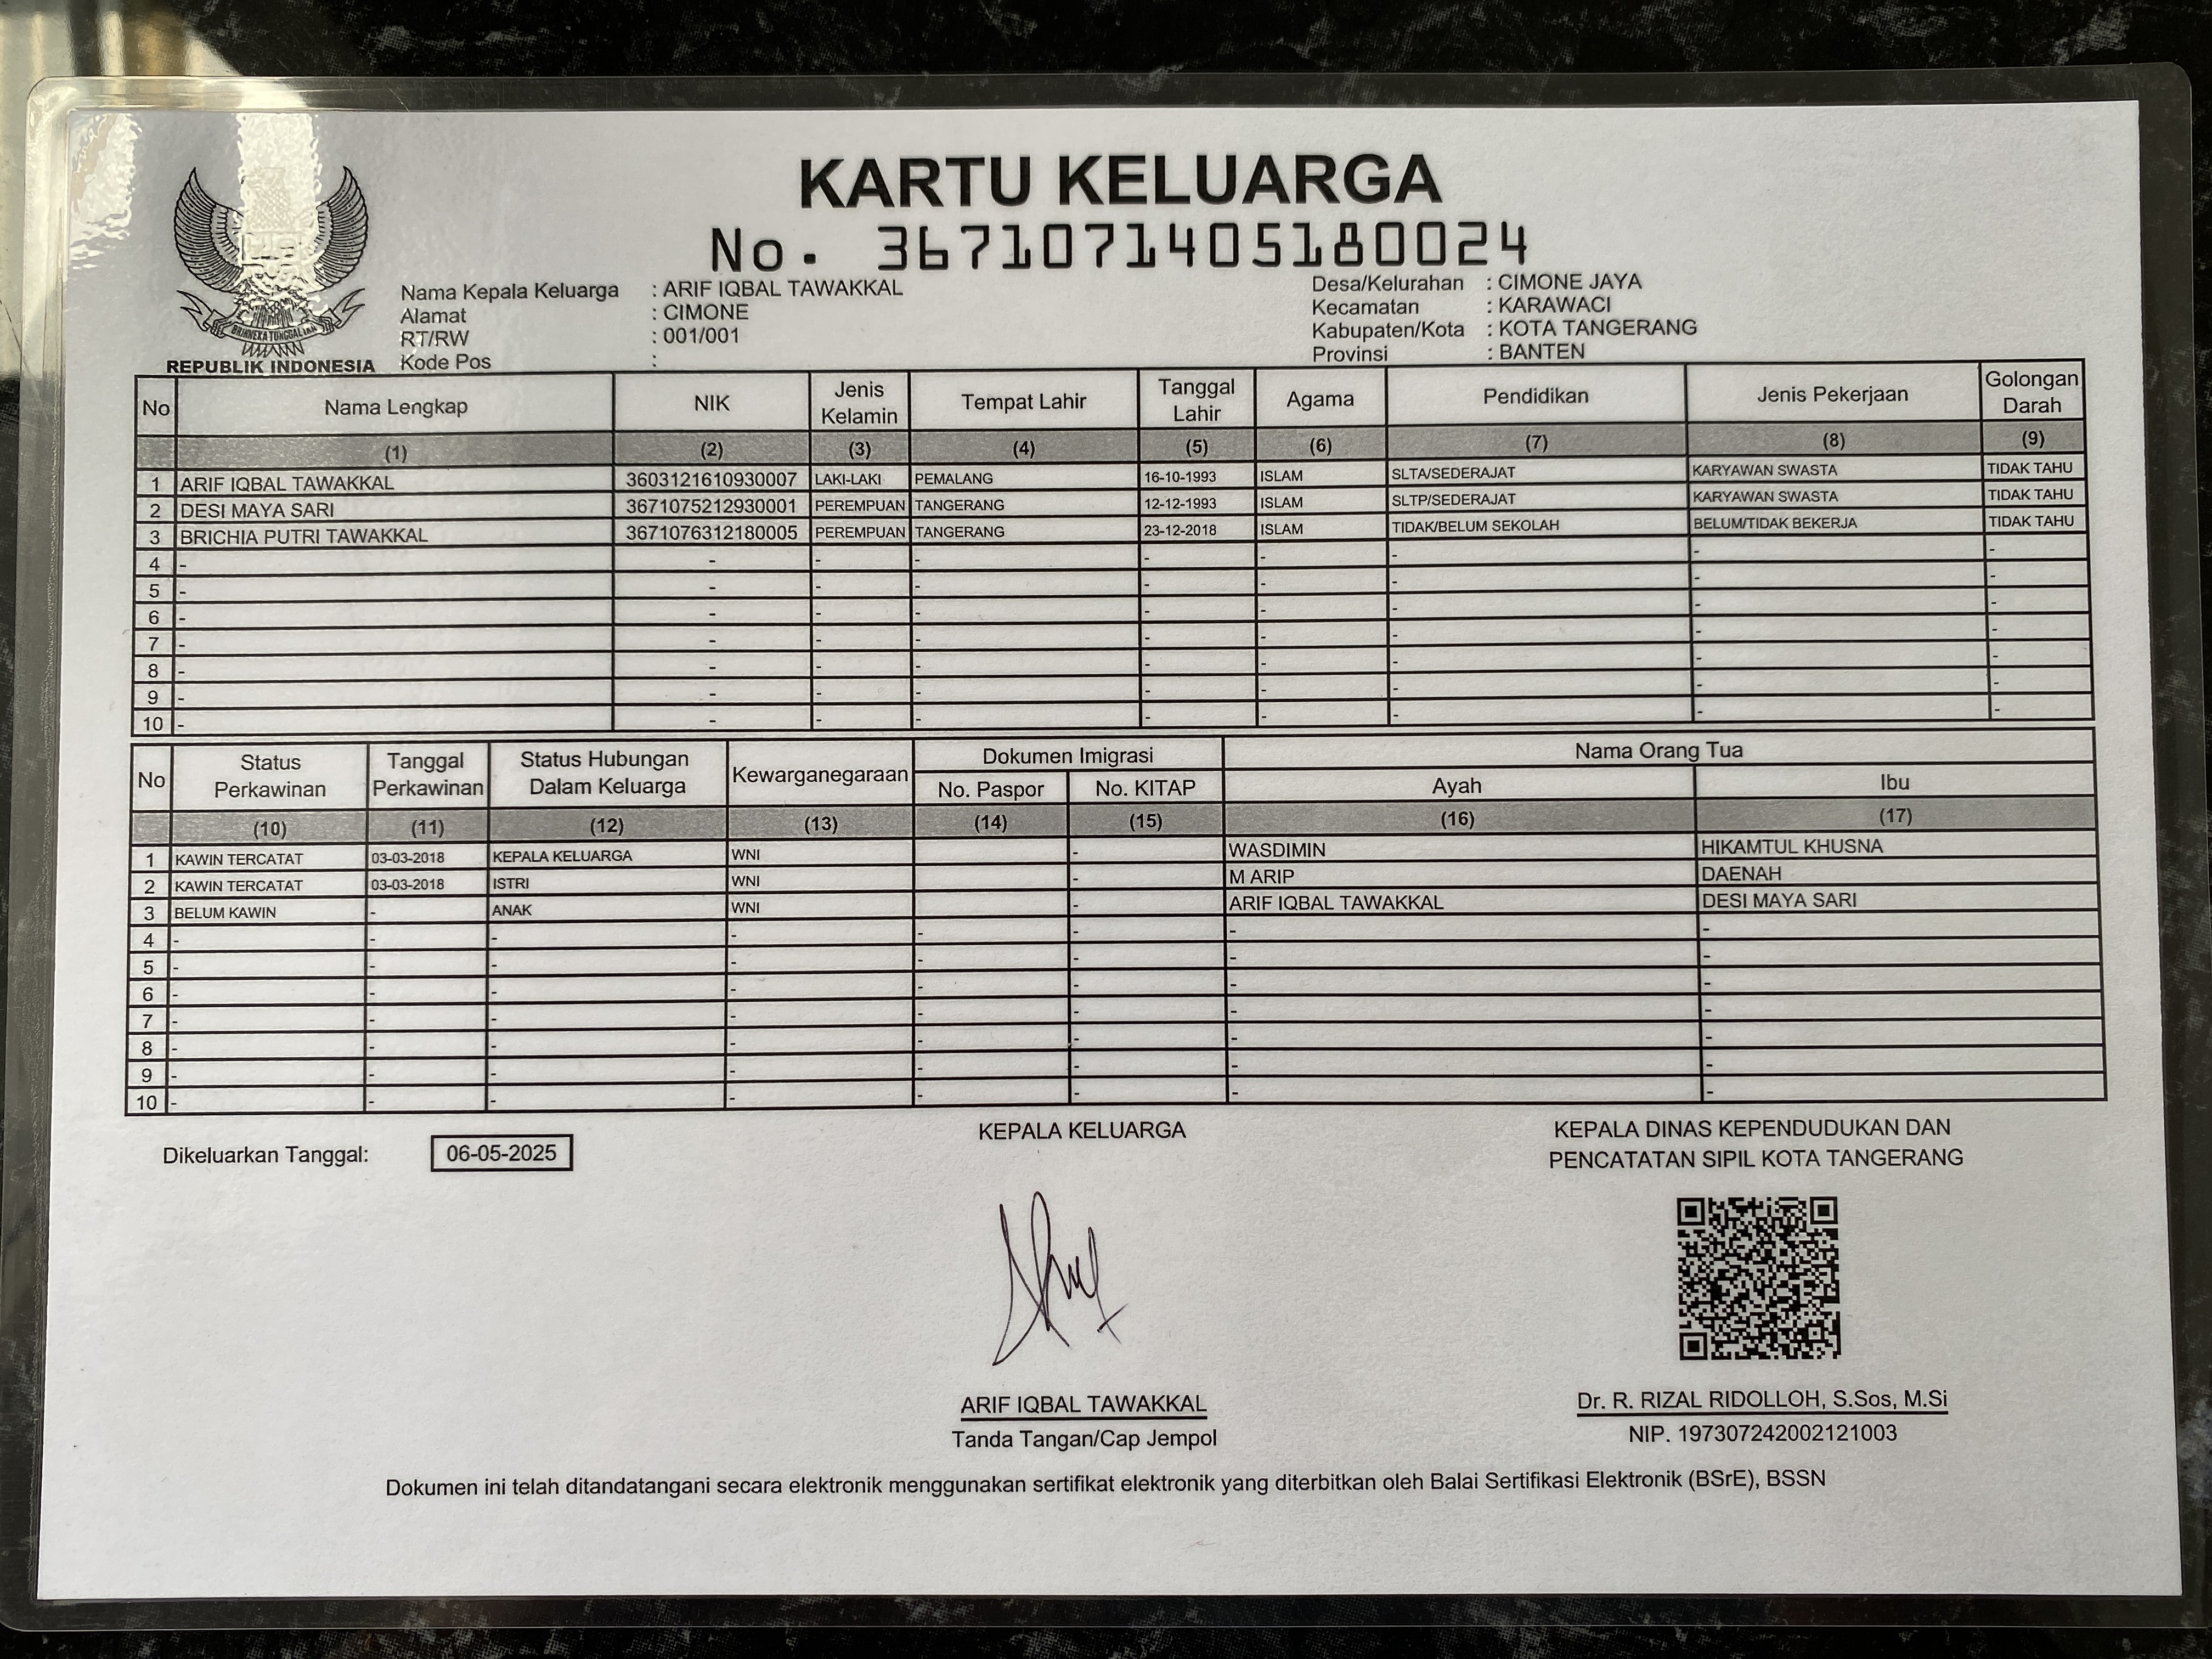 KARTU KELUARGA
No. 3671071405180024
Nama Kepala Keluarga : ARIF IQBAL TAWAKKAL
Alamat : CIMONE
RT/RW : 001/001
Kode Pos :
Desa/Kelurahan : CIMONE JAYA
Kecamatan : KARAWACI
Kabupaten/Kota : KOTA TANGERANG
Provinsi : BANTEN
BHINNEKA TUNGGAL IKA
REPUBLIK INDONESIA
No Nama Lengkap NIK Jenis Kelamin Tempat Lahir Tanggal Lahir Agama Pendidikan Jenis Pekerjaan Golongan Darah
(1) (2) (3) (4) (5) (6) (7) (8) (9)
1 ARIF IQBAL TAWAKKAL 3603121610930007 LAKI-LAKI PEMALANG 16-10-1993 ISLAM SLTA/SEDERAJAT KARYAWAN SWASTA TIDAK TAHU
2 DESI MAYA SARI 3671075212930001 PEREMPUAN TANGERANG 12-12-1993 ISLAM SLTP/SEDERAJAT KARYAWAN SWASTA TIDAK TAHU
3 BRICHIA PUTRI TAWAKKAL 3671076312180005 PEREMPUAN TANGERANG 23-12-2018 ISLAM TIDAK/BELUM SEKOLAH BELUM/TIDAK BEKERJA TIDAK TAHU
4 - - - - - - - - -
5 - - - - - - - - -
6 - - - - - - - - -
7 - - - - - - - - -
8 - - - - - - - - -
9 - - - - - - - - -
10 - - - - - - - - -
No Status Perkawinan Tanggal Perkawinan Status Hubungan Dalam Keluarga Kewarganegaraan Dokumen Imigrasi Nama Orang Tua
No. Paspor No. KITAP Ayah Ibu
(10) (11) (12) (13) (14) (15) (16) (17)
1 KAWIN TERCATAT 03-03-2018 KEPALA KELUARGA WNI - WASDIMIN HIKAMTUL KHUSNA
2 KAWIN TERCATAT 03-03-2018 ISTRI WNI - M ARIP DAENAH
3 BELUM KAWIN - ANAK WNI - ARIF IQBAL TAWAKKAL DESI MAYA SARI
4 - - - - - - - -
5 - - - - - - - -
6 - - - - - - - -
7 - - - - - - - -
8 - - - - - - - -
9 - - - - - - - -
10 - - - - - - - -
Dikeluarkan Tanggal: 06-05-2025
KEPALA KELUARGA
ARIF IQBAL TAWAKKAL
Tanda Tangan/Cap Jempol
KEPALA DINAS KEPENDUDUKAN DAN
PENCATATAN SIPIL KOTA TANGERANG
Dr. R. RIZAL RIDOLLOH, S.Sos, M.Si
NIP. 197307242002121003
Dokumen ini telah ditandatangani secara elektronik menggunakan sertifikat elektronik yang diterbitkan oleh Balai Sertifikasi Elektronik (BSrE), BSSN